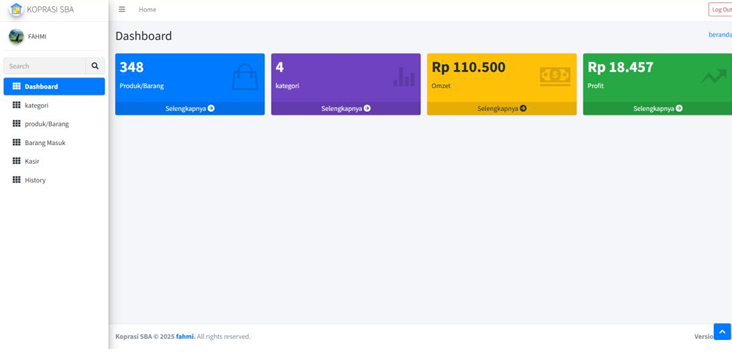 KOPRASI SBA
Home
Log Out
FAHMI
Dashboard
beranda
Search
Dashboard
kategori
produk/Barang
Barang Masuk
Kasir
History
348
Produk/Barang
Selengkapnya
4
kategori
Selengkapnya
Rp 110.500
Omzet
Selengkapnya
Rp 18.457
Profit
Selengkapnya
Koprasi SBA © 2025 fahmi. All rights reserved.